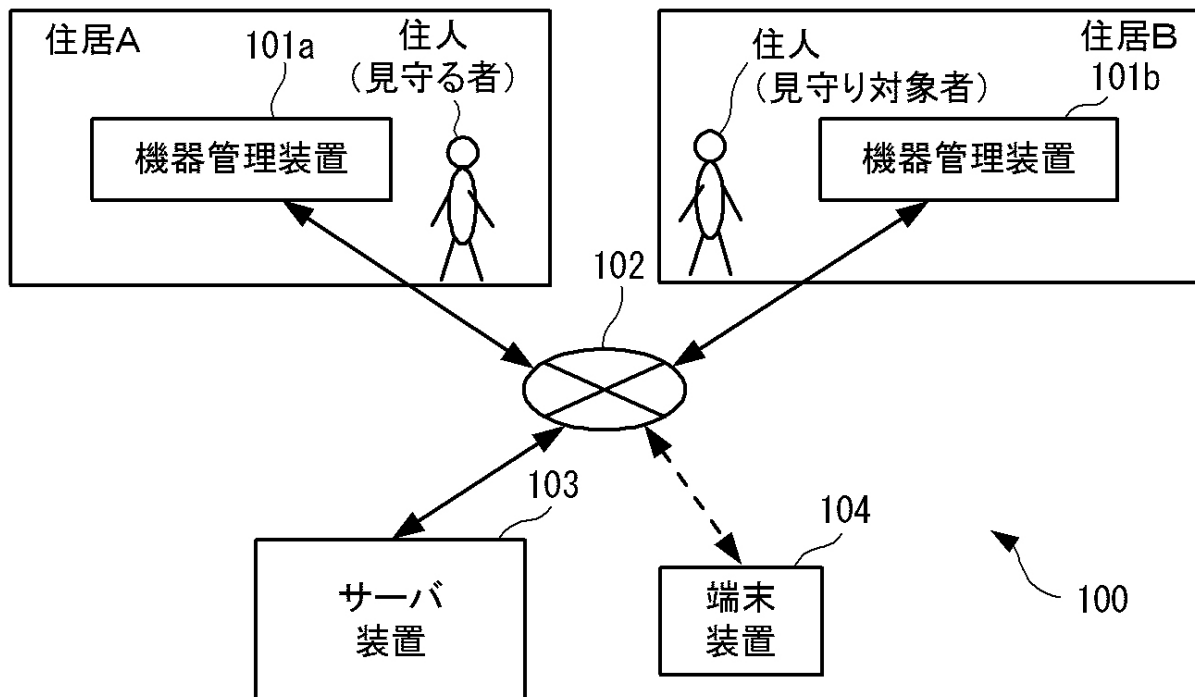 住居A
101a
住人
（見守る者）
機器管理装置
住居B
住人
（見守り対象者）
101b
機器管理装置
102
103
サーバ
装置
104
端末
装置
100